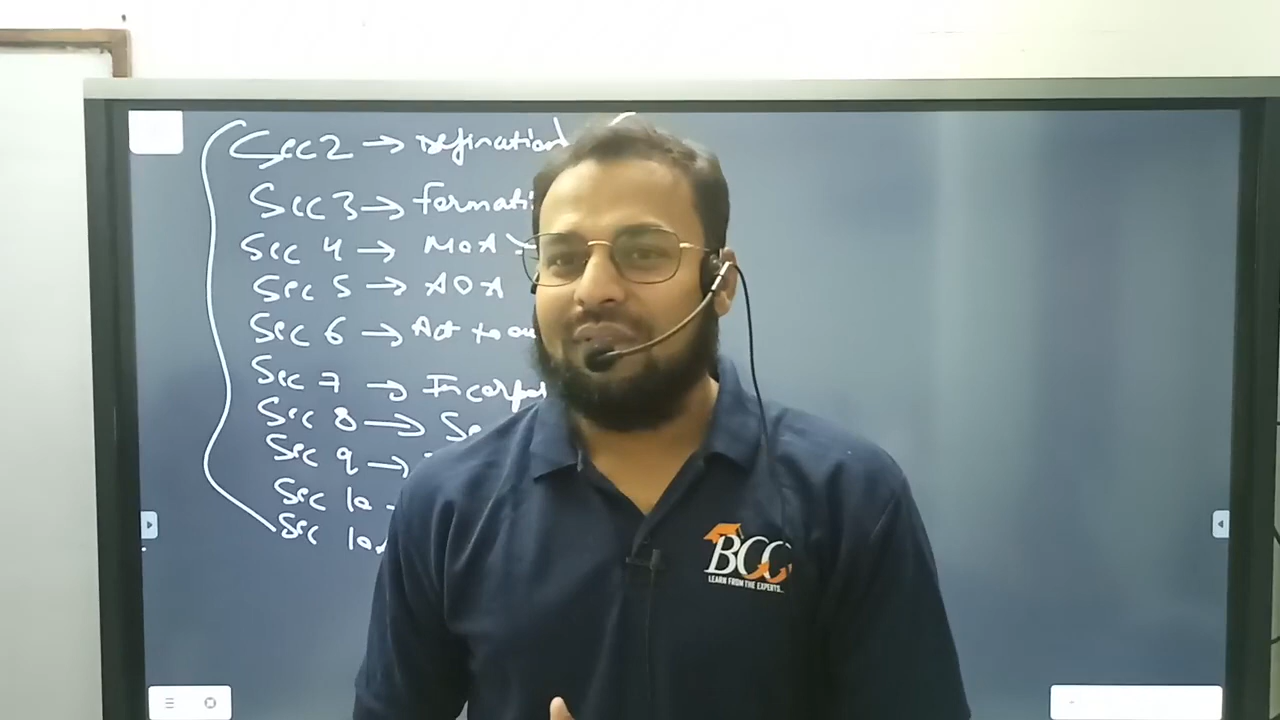 Sec 2 → Defination
Sec 3 → Formati
Sec 4 → MOA
Sec 5 → AOA
Sec 6 → Act to ov
Sec 7 → Incorpo
Sec 8 → Se
Sec 9 →
Sec 10
Sec 10
BCC
LEARN FROM THE EXPERTS...